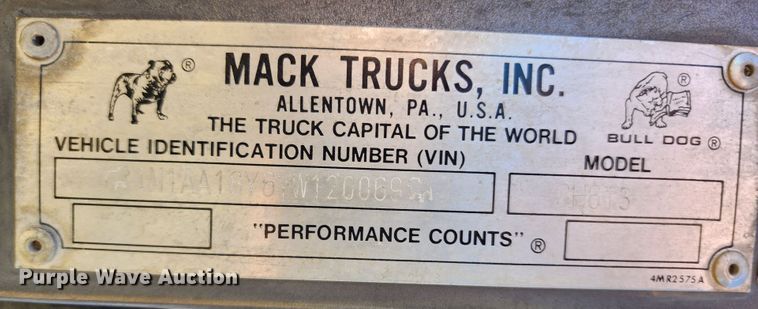 MACK TRUCKS, INC.
ALLENTOWN, PA., U.S.A.
THE TRUCK CAPITAL OF THE WORLD
® ®
BULL DOG ®
VEHICLE IDENTIFICATION NUMBER (VIN) MODEL
"PERFORMANCE COUNTS" ®
4MR2575A
Purple Wave Auction